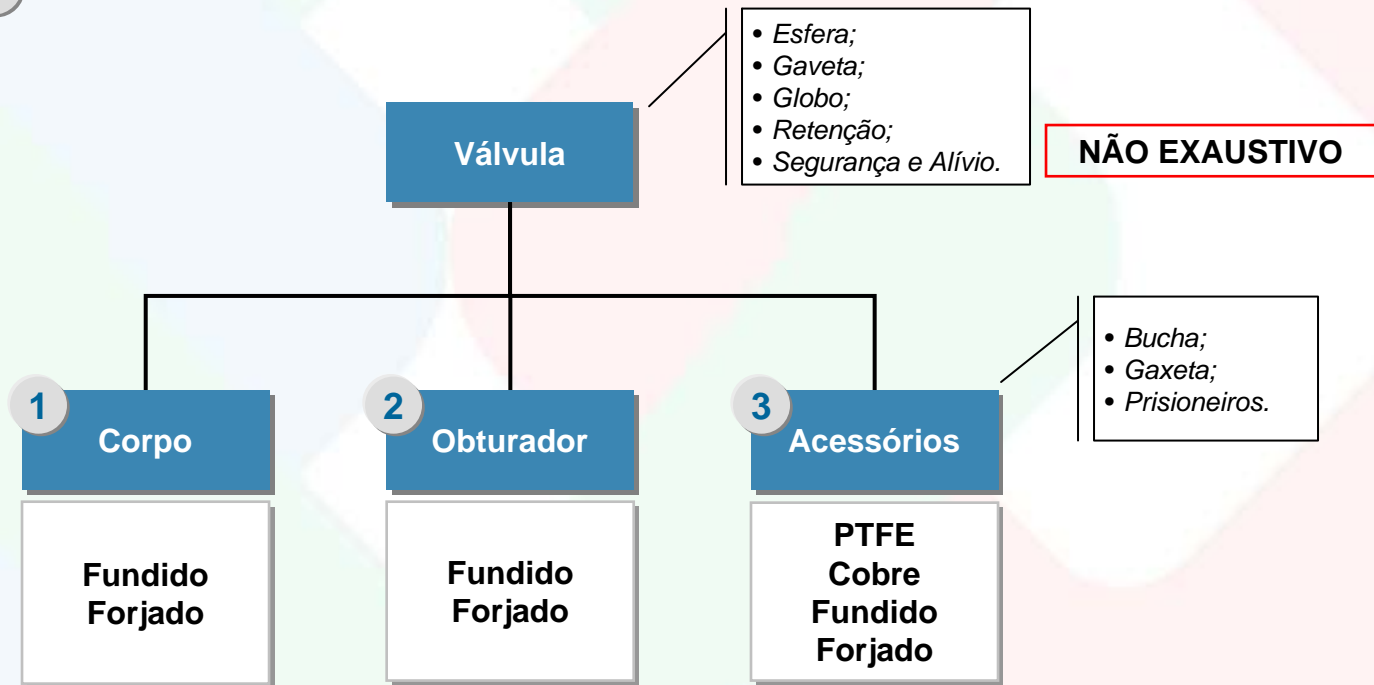 • Esfera;
• Gaveta;
• Globo;
• Retenção;
• Segurança e Alívio.
NÃO EXAUSTIVO
Válvula
• Bucha;
• Gaxeta;
• Prisioneiros.
1
Corpo
Fundido
Forjado
2
Obturador
Fundido
Forjado
3
Acessórios
PTFE
Cobre
Fundido
Forjado